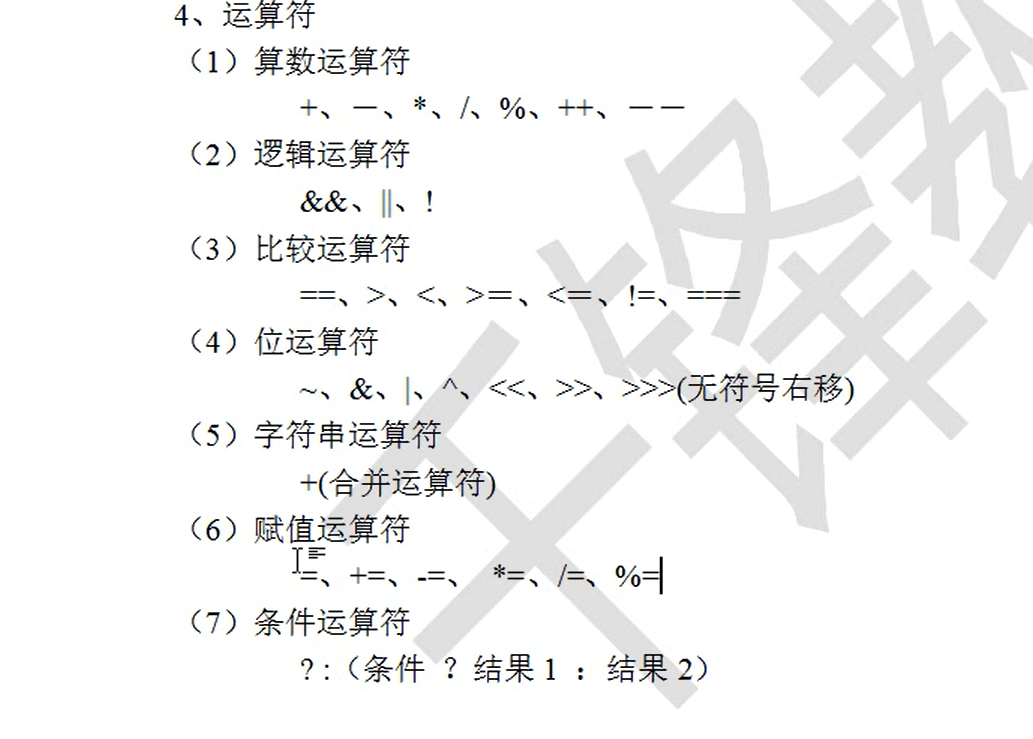 4、运算符
（1）算数运算符
+、－、*、/、%、++、－－
（2）逻辑运算符
&&、||、!
（3）比较运算符
==、>、<、>=、<=、!=、===
（4）位运算符
~、&、|、^、<<、>>、>>>(无符号右移)
（5）字符串运算符
+(合并运算符)
（6）赋值运算符
=、+=、-=、 *=、/=、%=
（7）条件运算符
? :（条件 ？结果 1 ：结果 2）
千锋